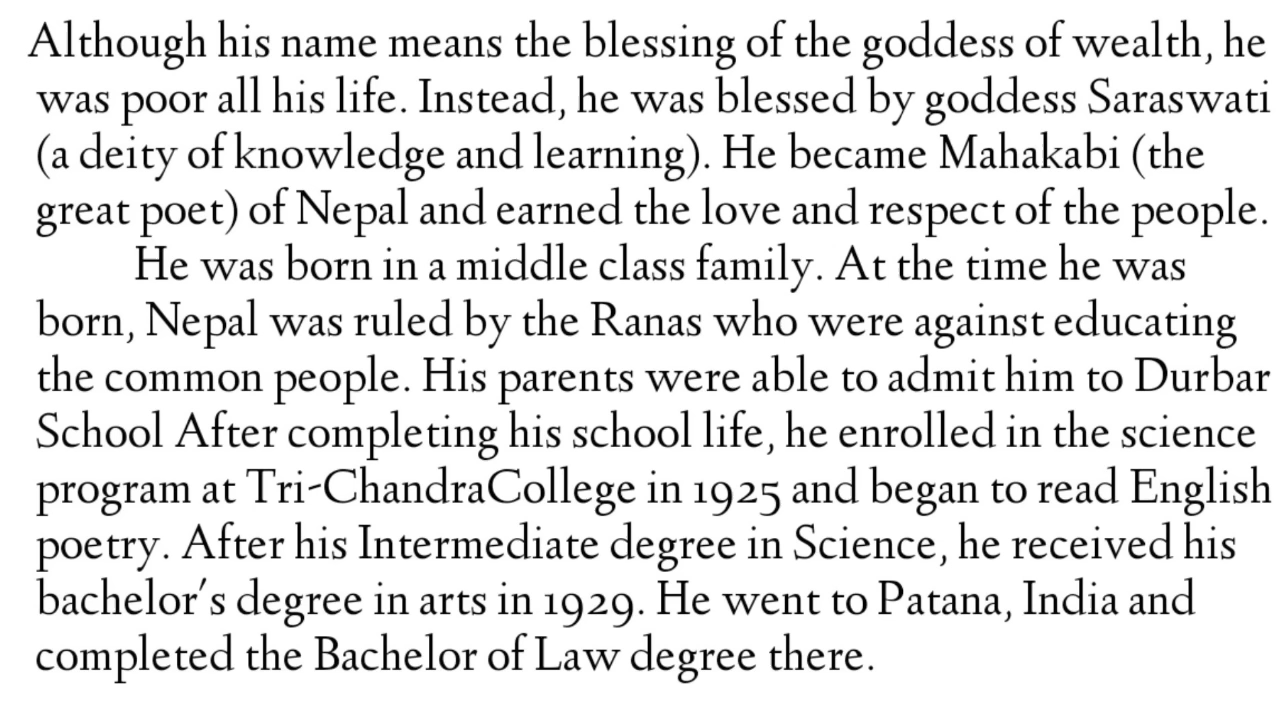 Although his name means the blessing of the goddess of wealth, he
was poor all his life. Instead, he was blessed by goddess Saraswati
(a deity of knowledge and learning). He became Mahakabi (the
great poet) of Nepal and earned the love and respect of the people.
He was born in a middle class family. At the time he was
born, Nepal was ruled by the Ranas who were against educating
the common people. His parents were able to admit him to Durbar
School After completing his school life, he enrolled in the science
program at Tri-ChandraCollege in 1925 and began to read English
poetry. After his Intermediate degree in Science, he received his
bachelor's degree in arts in 1929. He went to Patana, India and
completed the Bachelor of Law degree there.